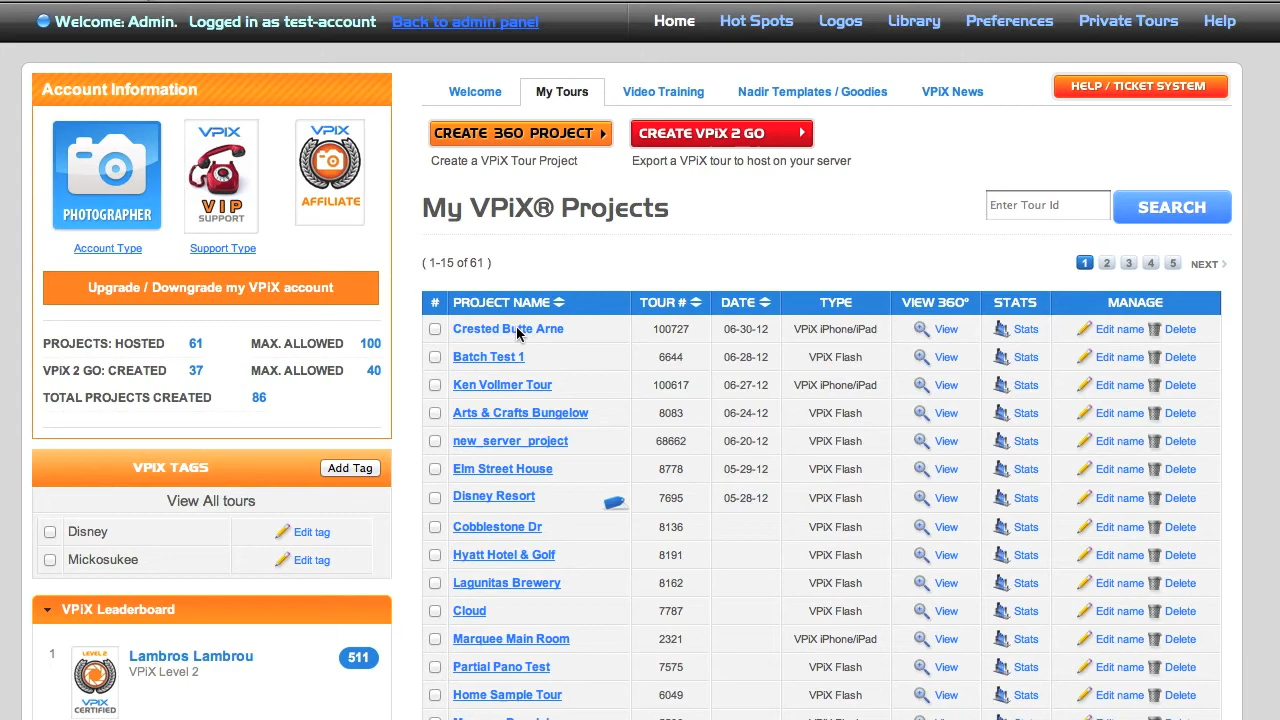 Welcome: Admin. Logged in as test-account Back to admin panel Home Hot Spots Logos Library Preferences Private Tours Help
Account Information
PHOTOGRAPHER
VPiX
VIP
SUPPORT
VPiX
AFFILIATE
Account Type Support Type
Upgrade / Downgrade my VPiX account
PROJECTS: HOSTED 61 MAX. ALLOWED 100
VPiX 2 GO: CREATED 37 MAX. ALLOWED 40
TOTAL PROJECTS CREATED 86
VPiX TAGS Add Tag
View All tours
Disney Edit tag
Mickosukee Edit tag
VPiX Leaderboard
1 Lambros Lambrou 511
VPiX Level 2
LEVEL 2
VPiX
CERTIFIED
Welcome My Tours Video Training Nadir Templates / Goodies VPiX News HELP / TICKET SYSTEM
CREATE 360 PROJECT CREATE VPiX 2 GO
Create a VPiX Tour Project Export a VPiX tour to host on your server
My VPiX® Projects Enter Tour Id SEARCH
( 1-15 of 61 ) 1 2 3 4 5 NEXT
# PROJECT NAME TOUR # DATE TYPE VIEW 360° STATS MANAGE
Crested Butte Arne 100727 06-30-12 VPiX iPhone/iPad View Stats Edit name Delete
Batch Test 1 6644 06-28-12 VPiX Flash View Stats Edit name Delete
Ken Vollmer Tour 100617 06-27-12 VPiX iPhone/iPad View Stats Edit name Delete
Arts & Crafts Bungelow 8083 06-24-12 VPiX Flash View Stats Edit name Delete
new_server_project 68662 06-20-12 VPiX Flash View Stats Edit name Delete
Elm Street House 8778 05-29-12 VPiX Flash View Stats Edit name Delete
Disney Resort 7695 05-28-12 VPiX Flash View Stats Edit name Delete
Cobblestone Dr 8136 VPiX Flash View Stats Edit name Delete
Hyatt Hotel & Golf 8191 VPiX Flash View Stats Edit name Delete
Lagunitas Brewery 8162 VPiX Flash View Stats Edit name Delete
Cloud 7787 VPiX Flash View Stats Edit name Delete
Marquee Main Room 2321 VPiX iPhone/iPad View Stats Edit name Delete
Partial Pano Test 7575 VPiX Flash View Stats Edit name Delete
Home Sample Tour 6049 VPiX Flash View Stats Edit name Delete